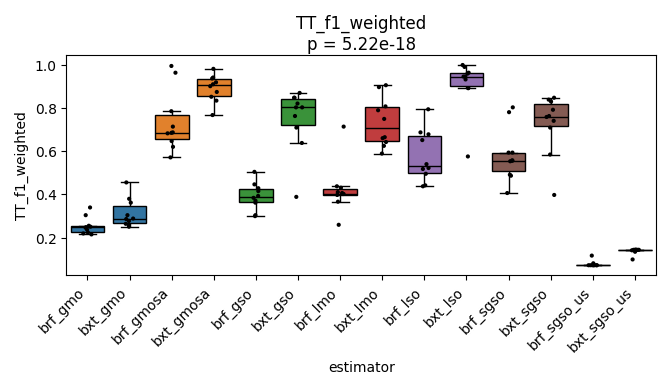 TT_f1_weighted
p = 5.22e-18
TT_f1_weighted
1.0
0.8
0.6
0.4
0.2
brf_gmo
bxt_gmo
brf_gmosa
bxt_gmosa
brf_gso
bxt_gso
brf_lmo
bxt_lmo
brf_lso
bxt_lso
brf_sgso
bxt_sgso
brf_sgso_us
bxt_sgso_us
estimator